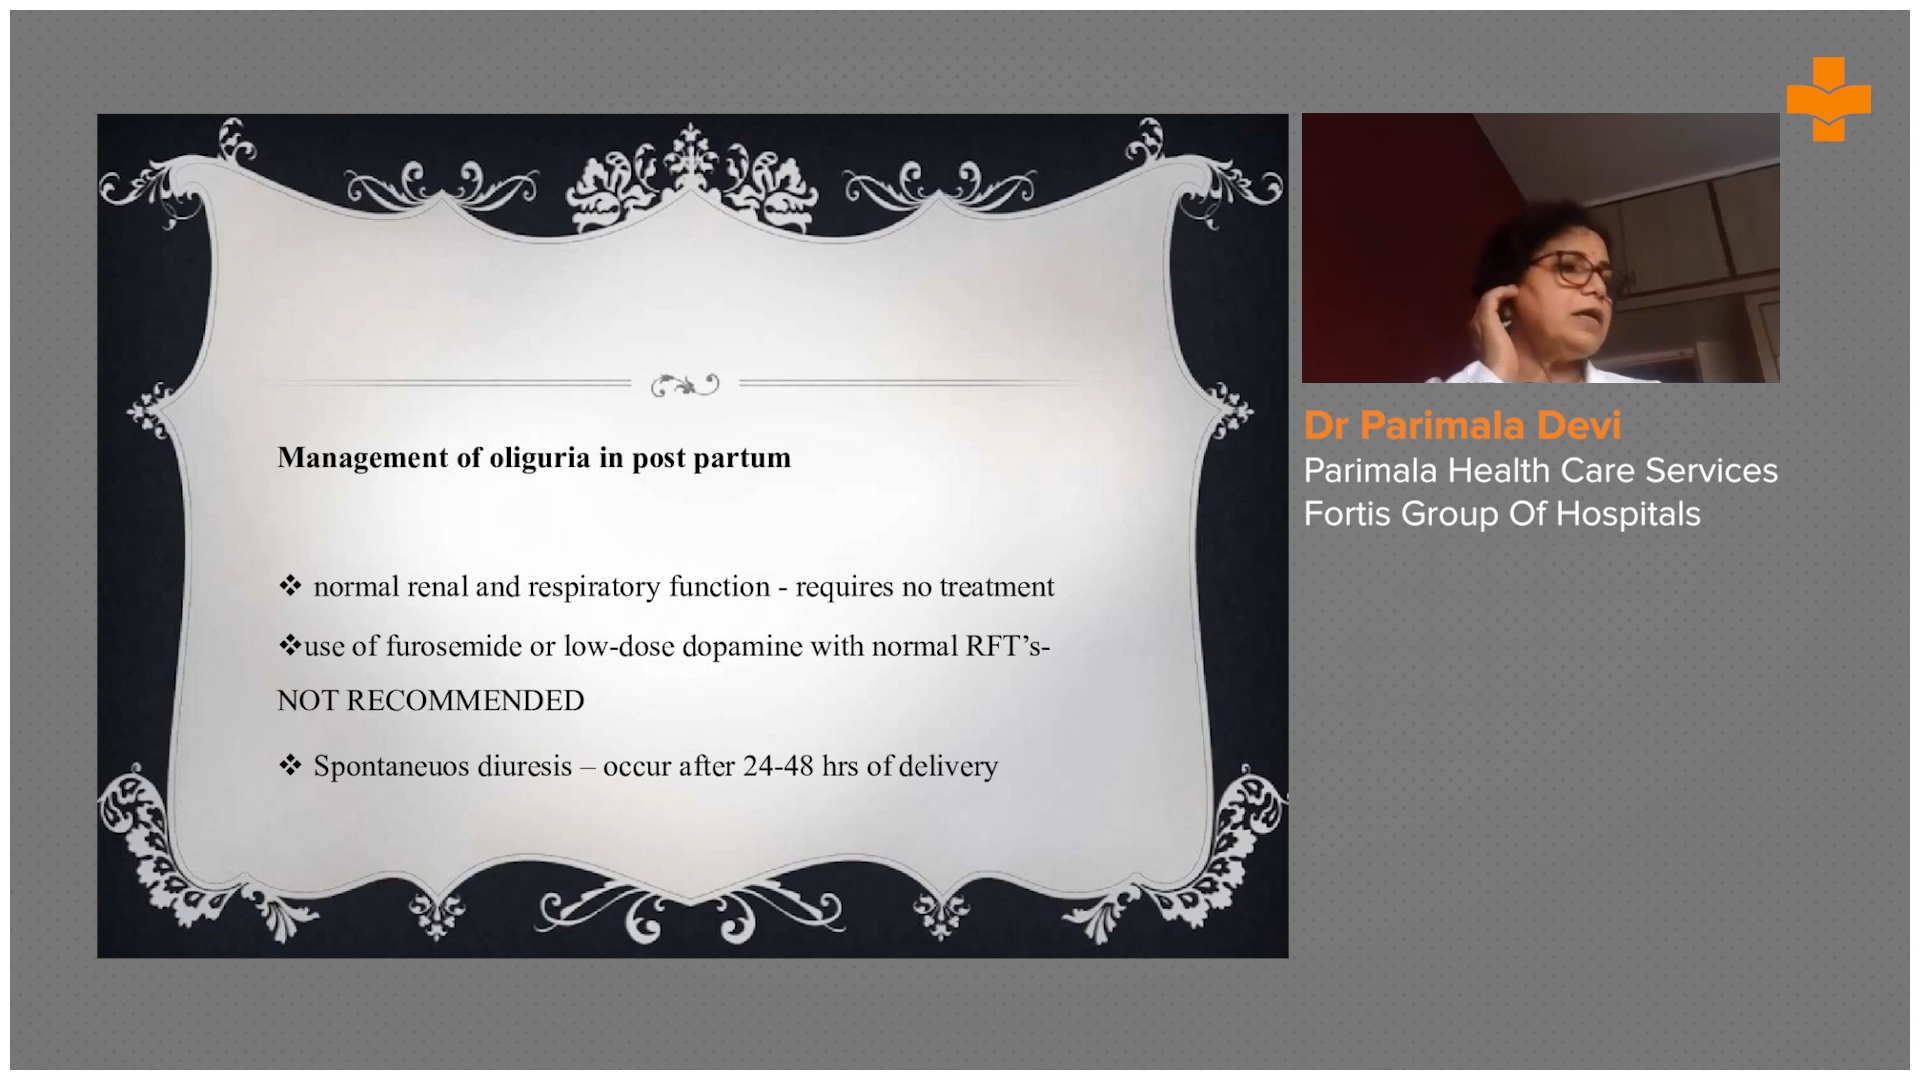 Management of oliguria in post partum
❖ normal renal and respiratory function - requires no treatment
❖use of furosemide or low-dose dopamine with normal RFT’s-
NOT RECOMMENDED
❖ Spontaneuos diuresis – occur after 24-48 hrs of delivery
Dr Parimala Devi
Parimala Health Care Services
Fortis Group Of Hospitals